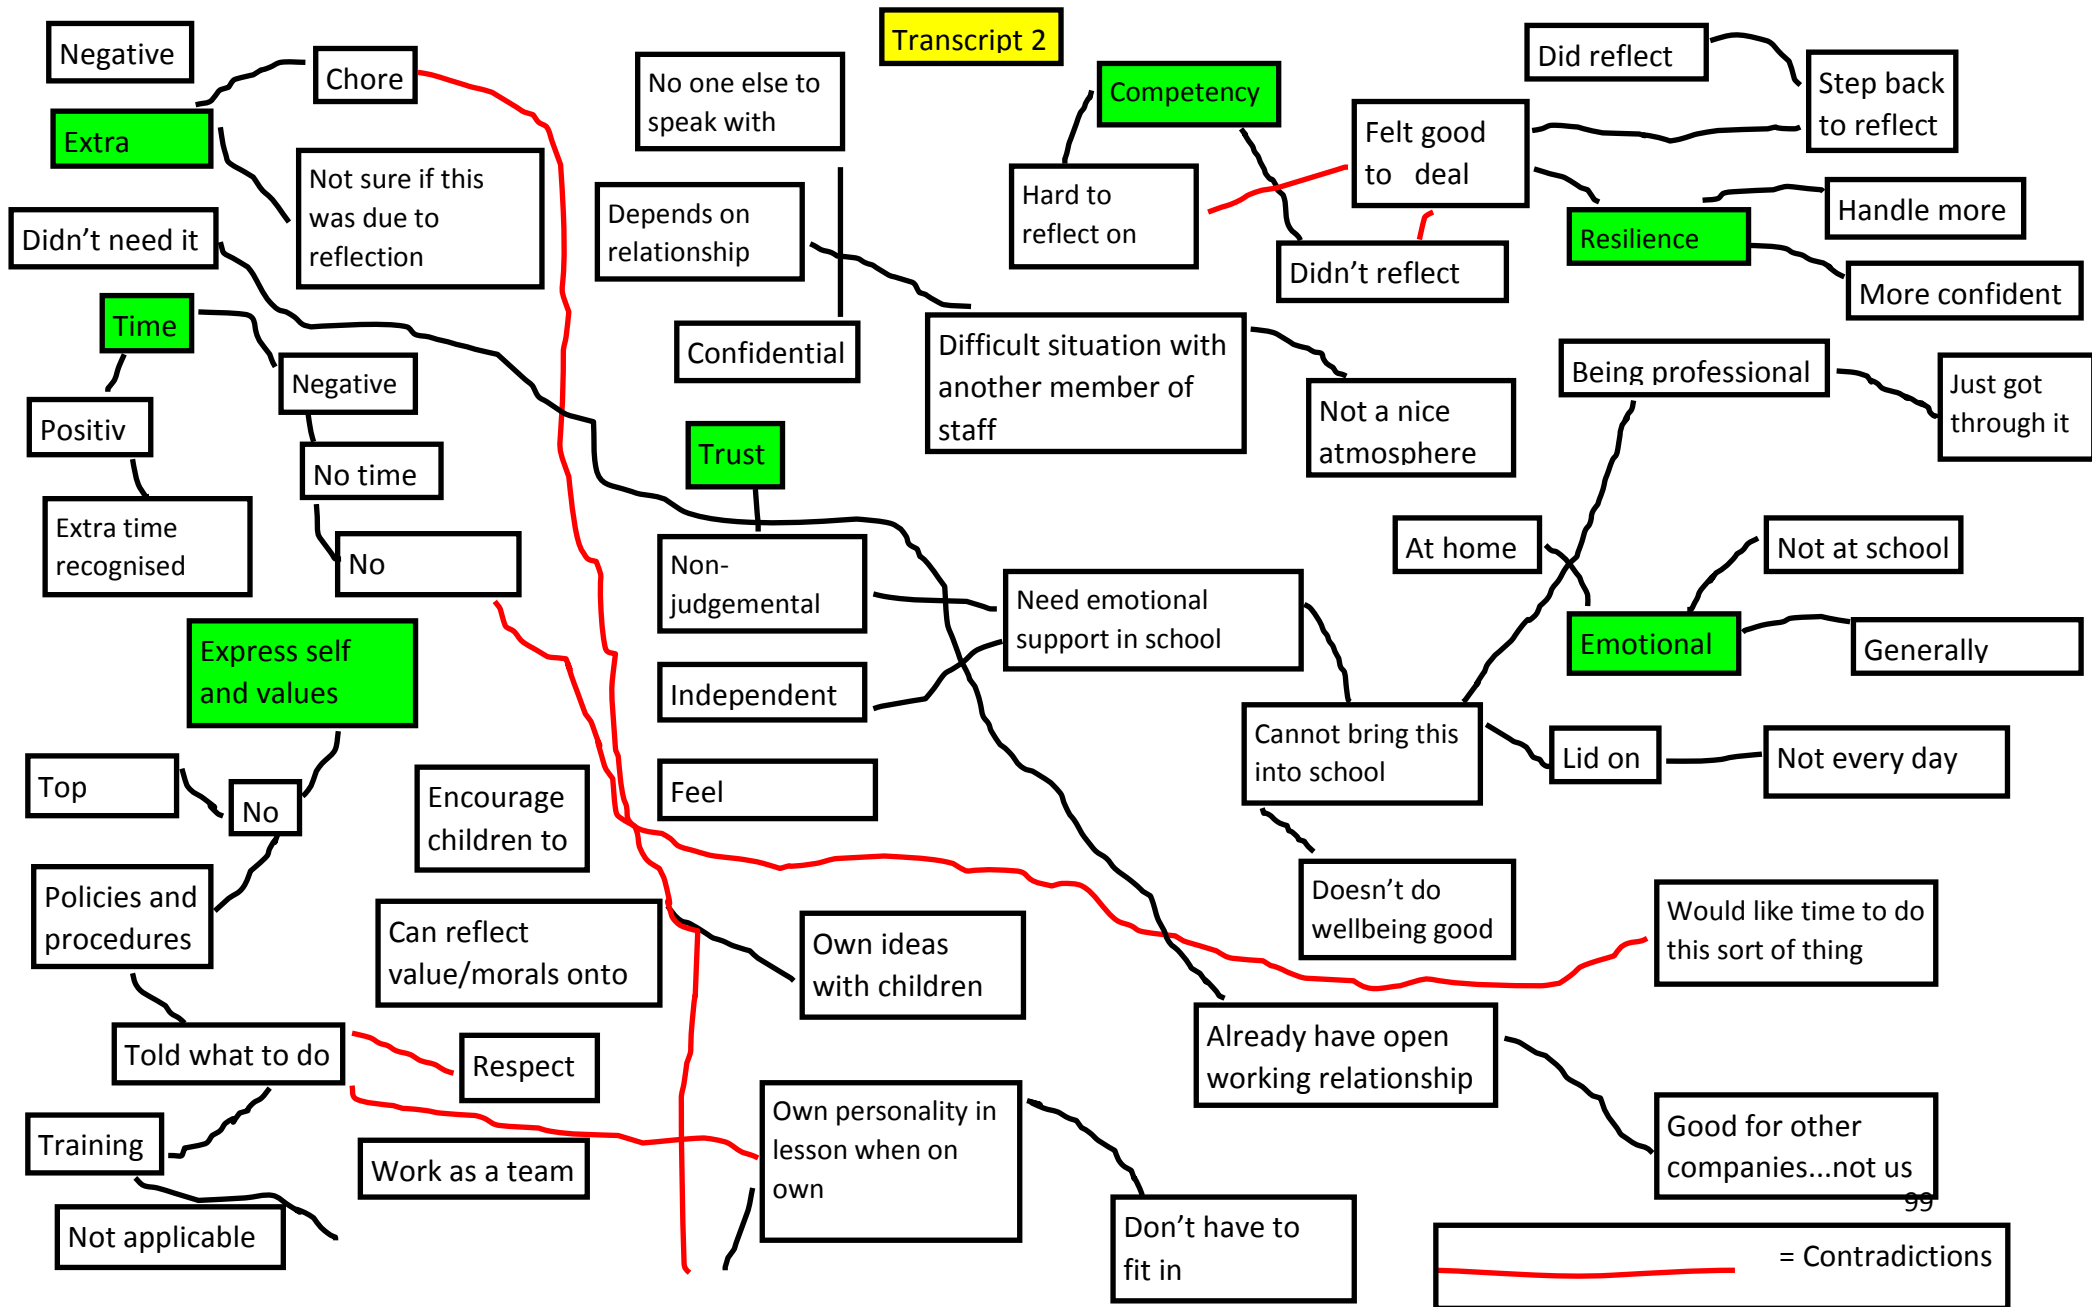 Transcript 2
Negative
Chore
Extra
Not sure if this
was due to
reflection
Didn't need it
No one else to
speak with
Depends on
relationship
Confidential
Competency
Hard to
reflect on
Didn't reflect
Felt good
to deal
Did reflect
Step back
to reflect
Resilience
Handle more
More confident
Time
Negative
Positiv
No time
Extra time
recognised
No
Difficult situation with
another member of
staff
Not a nice
atmosphere
Being professional
Just got
through it
Trust
Non-
judgemental
Independent
Feel
Need emotional
support in school
At home
Not at school
Emotional
Generally
Cannot bring this
into school
Lid on
Not every day
Doesn't do
wellbeing good
Express self
and values
Top
No
Policies and
procedures
Encourage
children to
Can reflect
value/morals onto
Own ideas
with children
Would like time to do
this sort of thing
Told what to do
Respect
Training
Work as a team
Not applicable
Own personality in
lesson when on
own
Don't have to
fit in
Already have open
working relationship
Good for other
companies...not us
99
= Contradictions